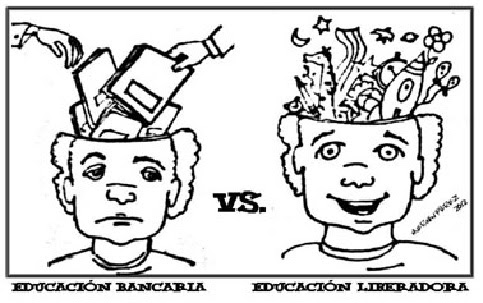 VS.
EDUCACIÓN BANCARIA
EDUCACIÓN LIBERADORA